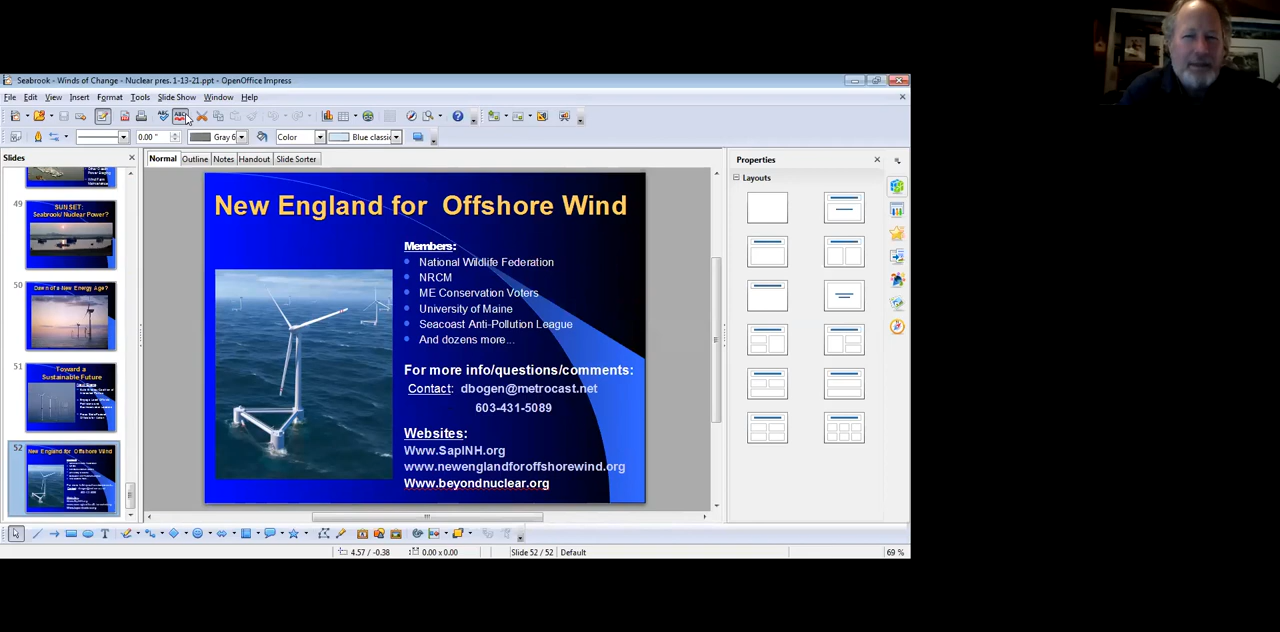 Seabrook - Winds of Change - Nuclear pres. 1-13-21.ppt - OpenOffice Impress
File Edit View Insert Format Tools Slide Show Window Help
0.00 " Gray 6 Color Blue classic
Slides
Normal Outline Notes Handout Slide Sorter
Properties
Layouts
49
SUNSET:
Seabrook/ Nuclear Power?
50
Dawn of a New Energy Age?
51
Toward a
Sustainable Future
52
New England for Offshore Wind
New England for Offshore Wind
Members:
National Wildlife Federation
NRCM
ME Conservation Voters
University of Maine
Seacoast Anti-Pollution League
And dozens more...
For more info/questions/comments:
Contact: dbogen@metrocast.net
603-431-5089
Websites:
Www.SaplNH.org
www.newenglandforoffshorewind.org
Www.beyondnuclear.org
4.57 / -0.38 0.00 x 0.00 Slide 52 / 52 Default 69 %